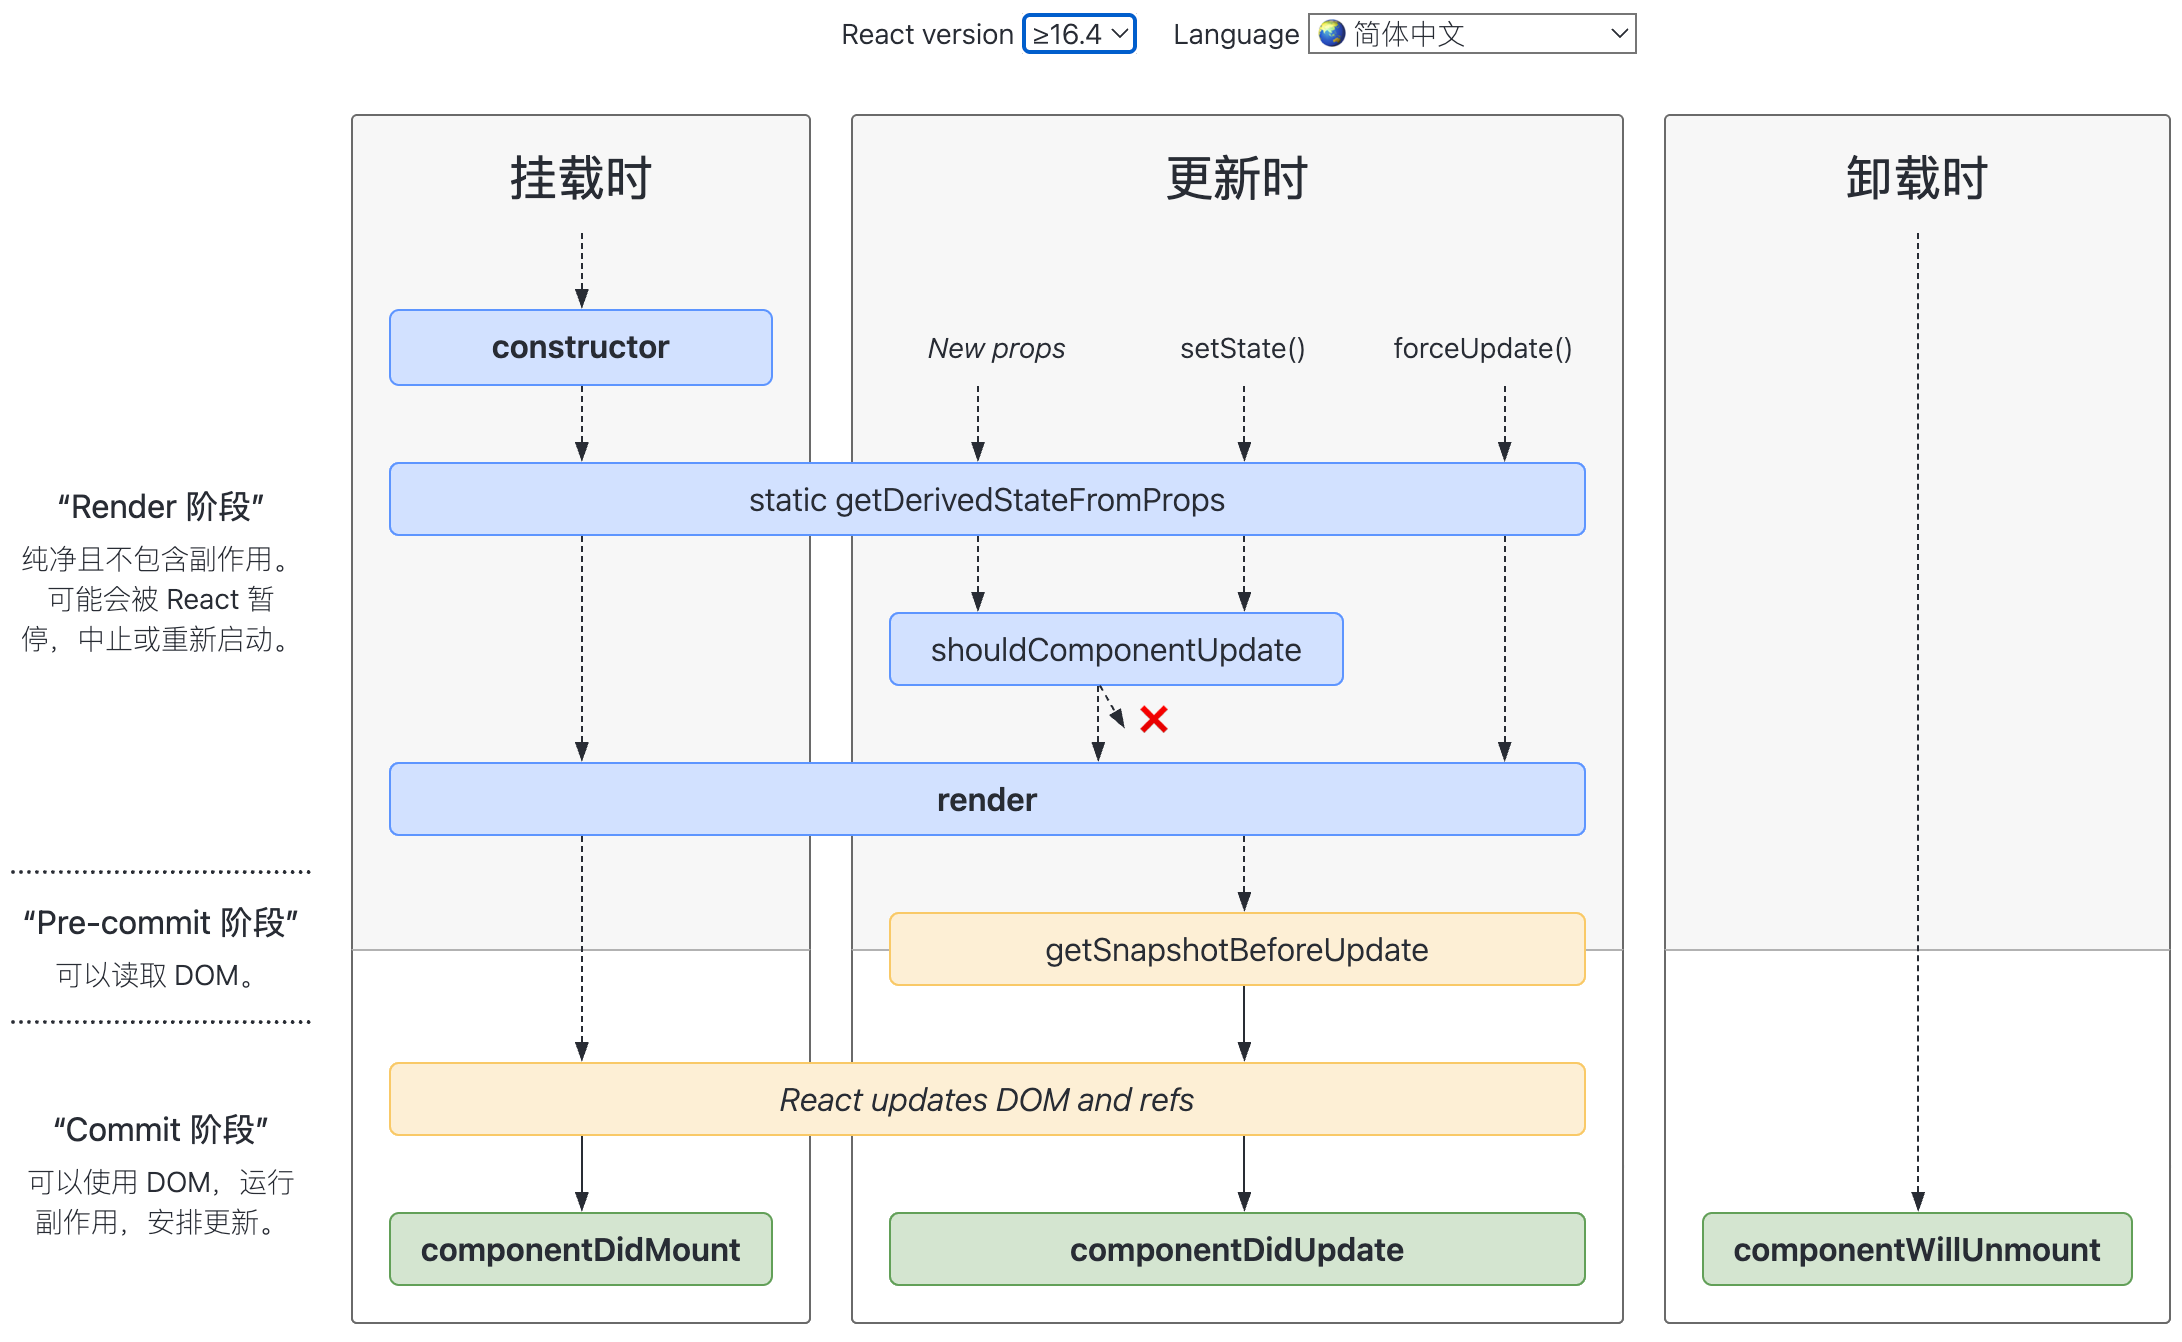 React version ≥16.4 Language 🌏 简体中文
挂载时
更新时
卸载时
constructor
New props
setState()
forceUpdate()
static getDerivedStateFromProps
“Render 阶段”
纯净且不包含副作用。
可能会被 React 暂
停，中止或重新启动。
shouldComponentUpdate
render
“Pre-commit 阶段”
可以读取 DOM。
getSnapshotBeforeUpdate
React updates DOM and refs
“Commit 阶段”
可以使用 DOM，运行
副作用，安排更新。
componentDidMount
componentDidUpdate
componentWillUnmount